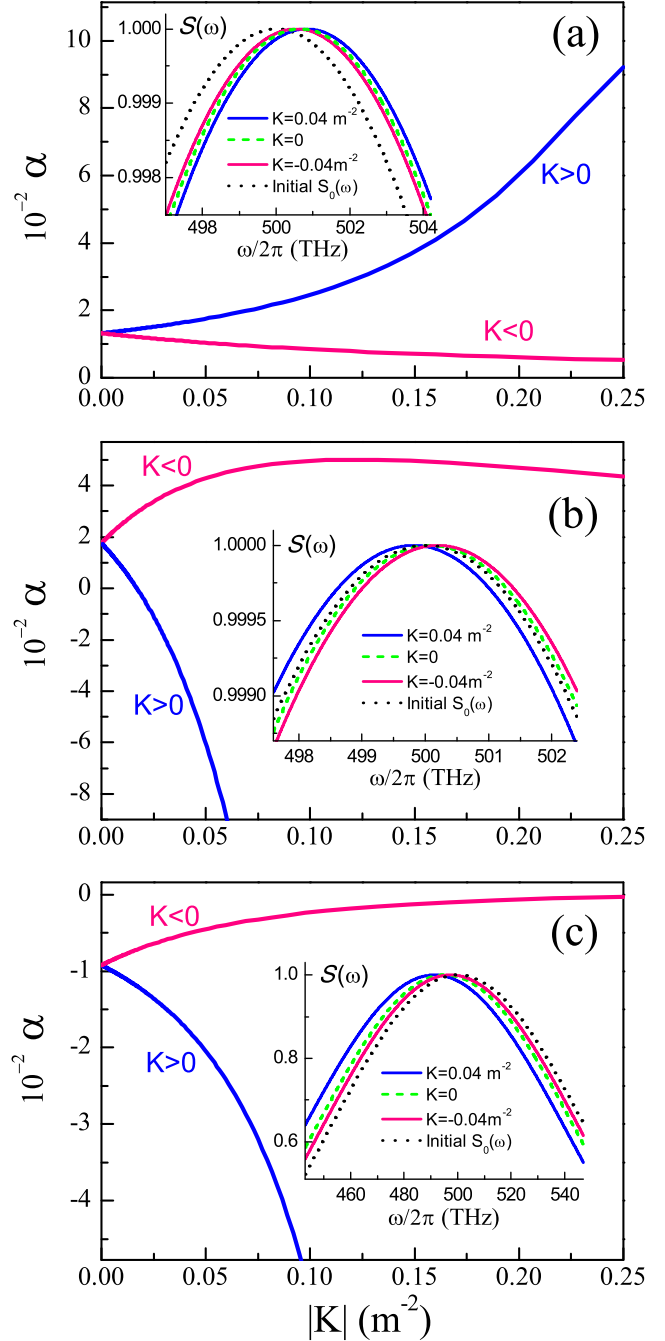 (a)
10⁻² α
10
8
6
4
2
0
0.00 0.05 0.10 0.15 0.20 0.25
K>0
K<0
S(ω)
1.000
0.999
0.998
498 500 502 504
ω/2π (THz)
K=0.04 m⁻²
K=0
K=-0.04m⁻²
Initial S₀(ω)
(b)
10⁻² α
4
2
0
-2
-4
-6
-8
0.00 0.05 0.10 0.15 0.20 0.25
K<0
K>0
S(ω)
1.0000
0.9995
0.9990
498 499 500 501 502
ω/2π (THz)
K=0.04 m⁻²
K=0
K=-0.04m⁻²
Initial S₀(ω)
(c)
10⁻² α
0
-1
-2
-3
-4
0.00 0.05 0.10 0.15 0.20 0.25
K<0
K>0
S(ω)
1.0
0.8
0.6
460 480 500 520 540
ω/2π (THz)
K=0.04 m⁻²
K=0
K=-0.04m⁻²
Initial S₀(ω)
|K| (m⁻²)